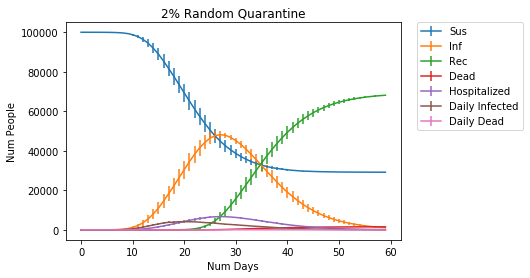 2% Random Quarantine
100000
80000
60000
40000
20000
0
Num People
0
10
20
30
40
50
60
Num Days
Sus
Inf
Rec
Dead
Hospitalized
Daily Infected
Daily Dead